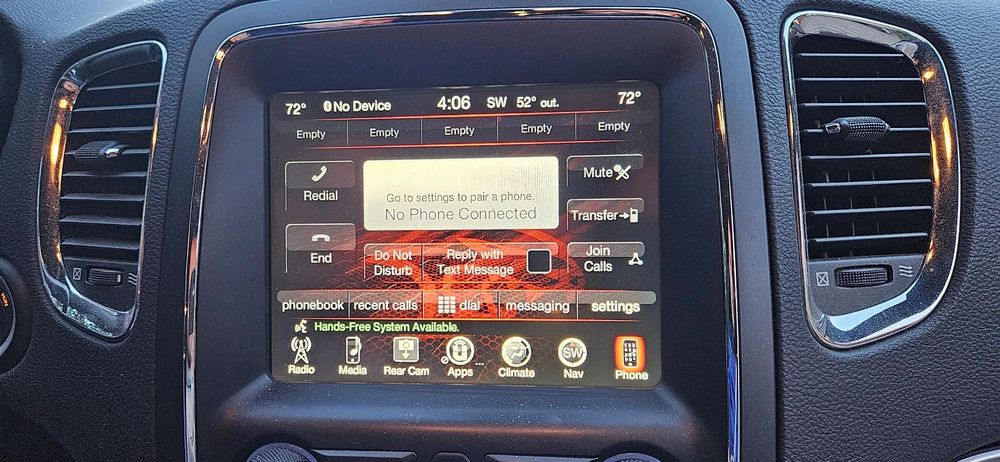 72° No Device 4:06 SW 52° out. 72°
Empty Empty Empty Empty Empty
Redial
Go to settings to pair a phone.
No Phone Connected
Mute
Transfer
End
Do Not
Disturb
Reply with
Text Message
Join
Calls
phonebook recent calls dial messaging settings
Hands-Free System Available.
SW
Radio Media Rear Cam Apps Climate Nav Phone